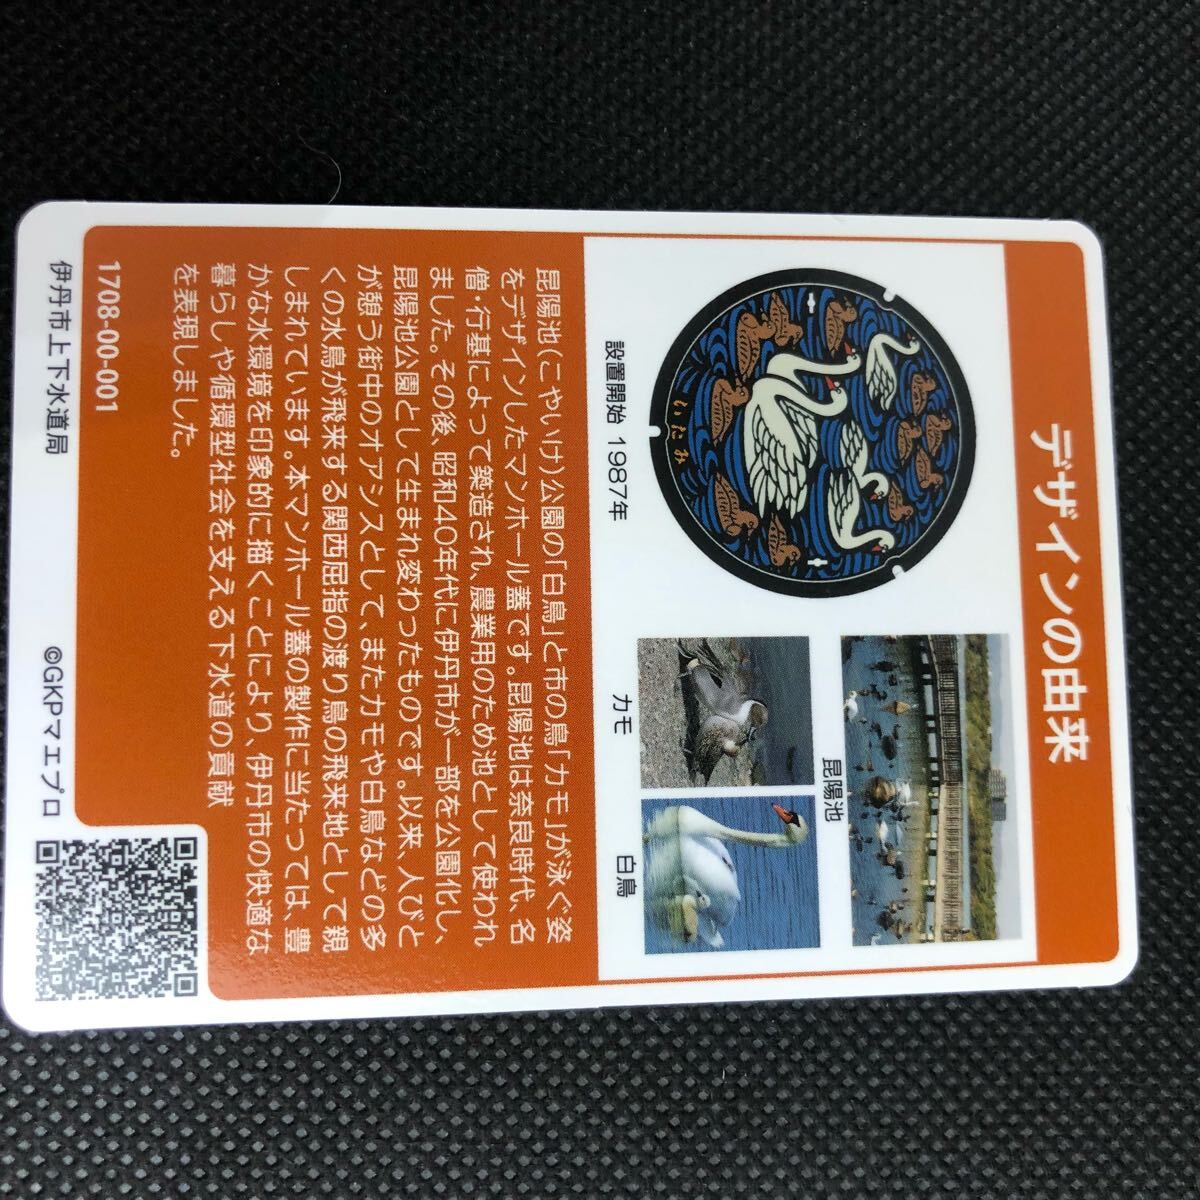 デザインの由来
いたみ
設置開始 1987年
昆陽池
カモ
白鳥
昆陽池(こやいけ)公園の「白鳥」と市の鳥「カモ」が泳ぐ姿
をデザインしたマンホール蓋です。昆陽池は奈良時代、名
僧・行基によって築造され、農業用のため池として使われ
ました。その後、昭和40年代に伊丹市が一部を公園化し、
昆陽池公園として生まれ変わったものです。以来、人びと
が憩う街中のオアシスとして、またカモや白鳥などの多
くの水鳥が飛来する関西屈指の渡り鳥の飛来地として親
しまれています。本マンホール蓋の製作に当たっては、豊
かな水環境を印象的に描くことにより、伊丹市の快適な
暮らしや循環型社会を支える下水道の貢献
を表現しました。
1708-00-001
伊丹市上下水道局
©GKPマエプロ